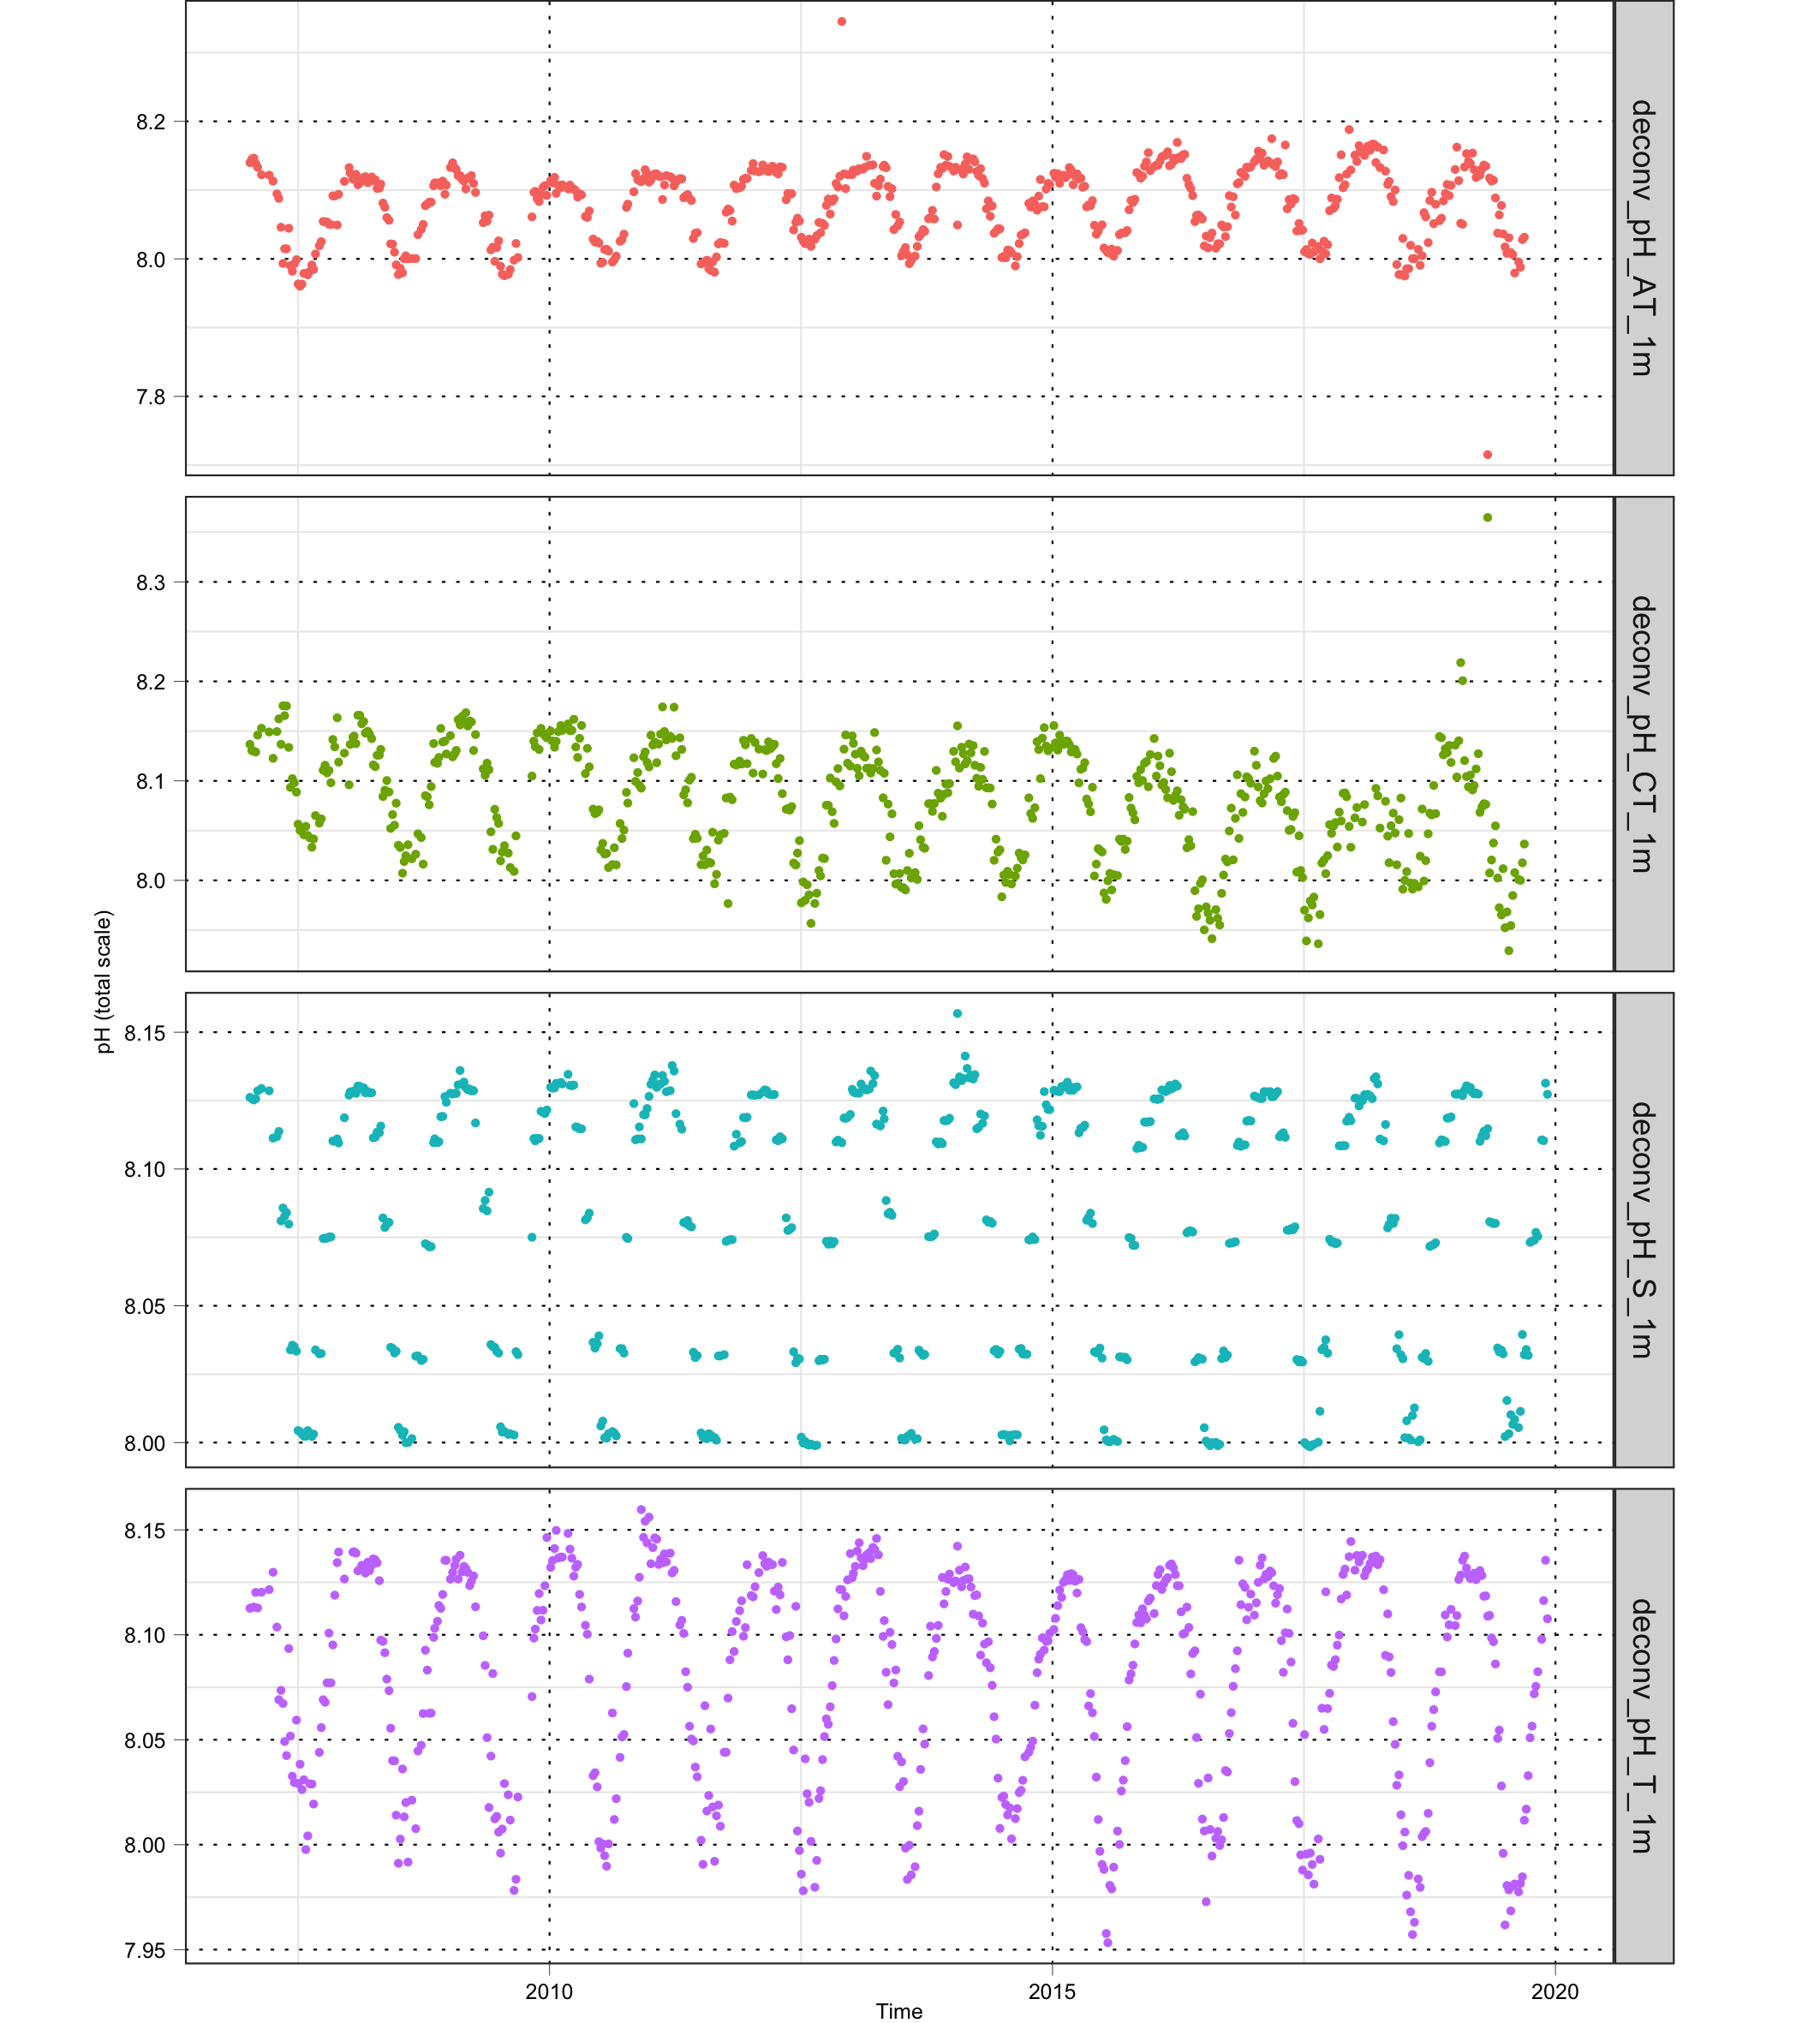 8.2
8.0
7.8
deconv_pH_AT_1m
8.3
8.2
8.1
8.0
deconv_pH_CT_1m
pH (total scale)
8.15
8.10
8.05
8.00
deconv_pH_S_1m
8.15
8.10
8.05
8.00
7.95
deconv_pH_T_1m
2010 2015 2020
Time